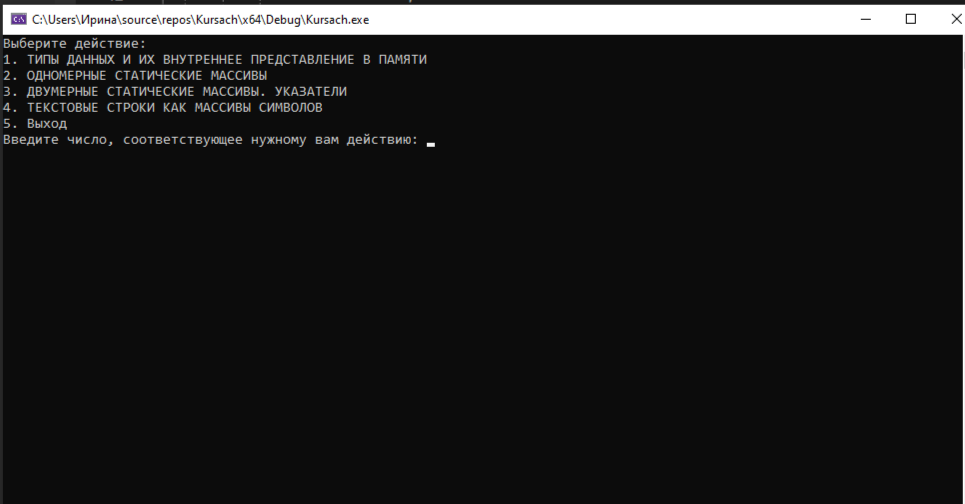 C:\Users\Ирина\source\repos\Kursach\x64\Debug\Kursach.exe
Выберите действие:
1. ТИПЫ ДАННЫХ И ИХ ВНУТРЕННЕЕ ПРЕДСТАВЛЕНИЕ В ПАМЯТИ
2. ОДНОМЕРНЫЕ СТАТИЧЕСКИЕ МАССИВЫ
3. ДВУМЕРНЫЕ СТАТИЧЕСКИЕ МАССИВЫ. УКАЗАТЕЛИ
4. ТЕКСТОВЫЕ СТРОКИ КАК МАССИВЫ СИМВОЛОВ
5. Выход
Введите число, соответствующее нужному вам действию: